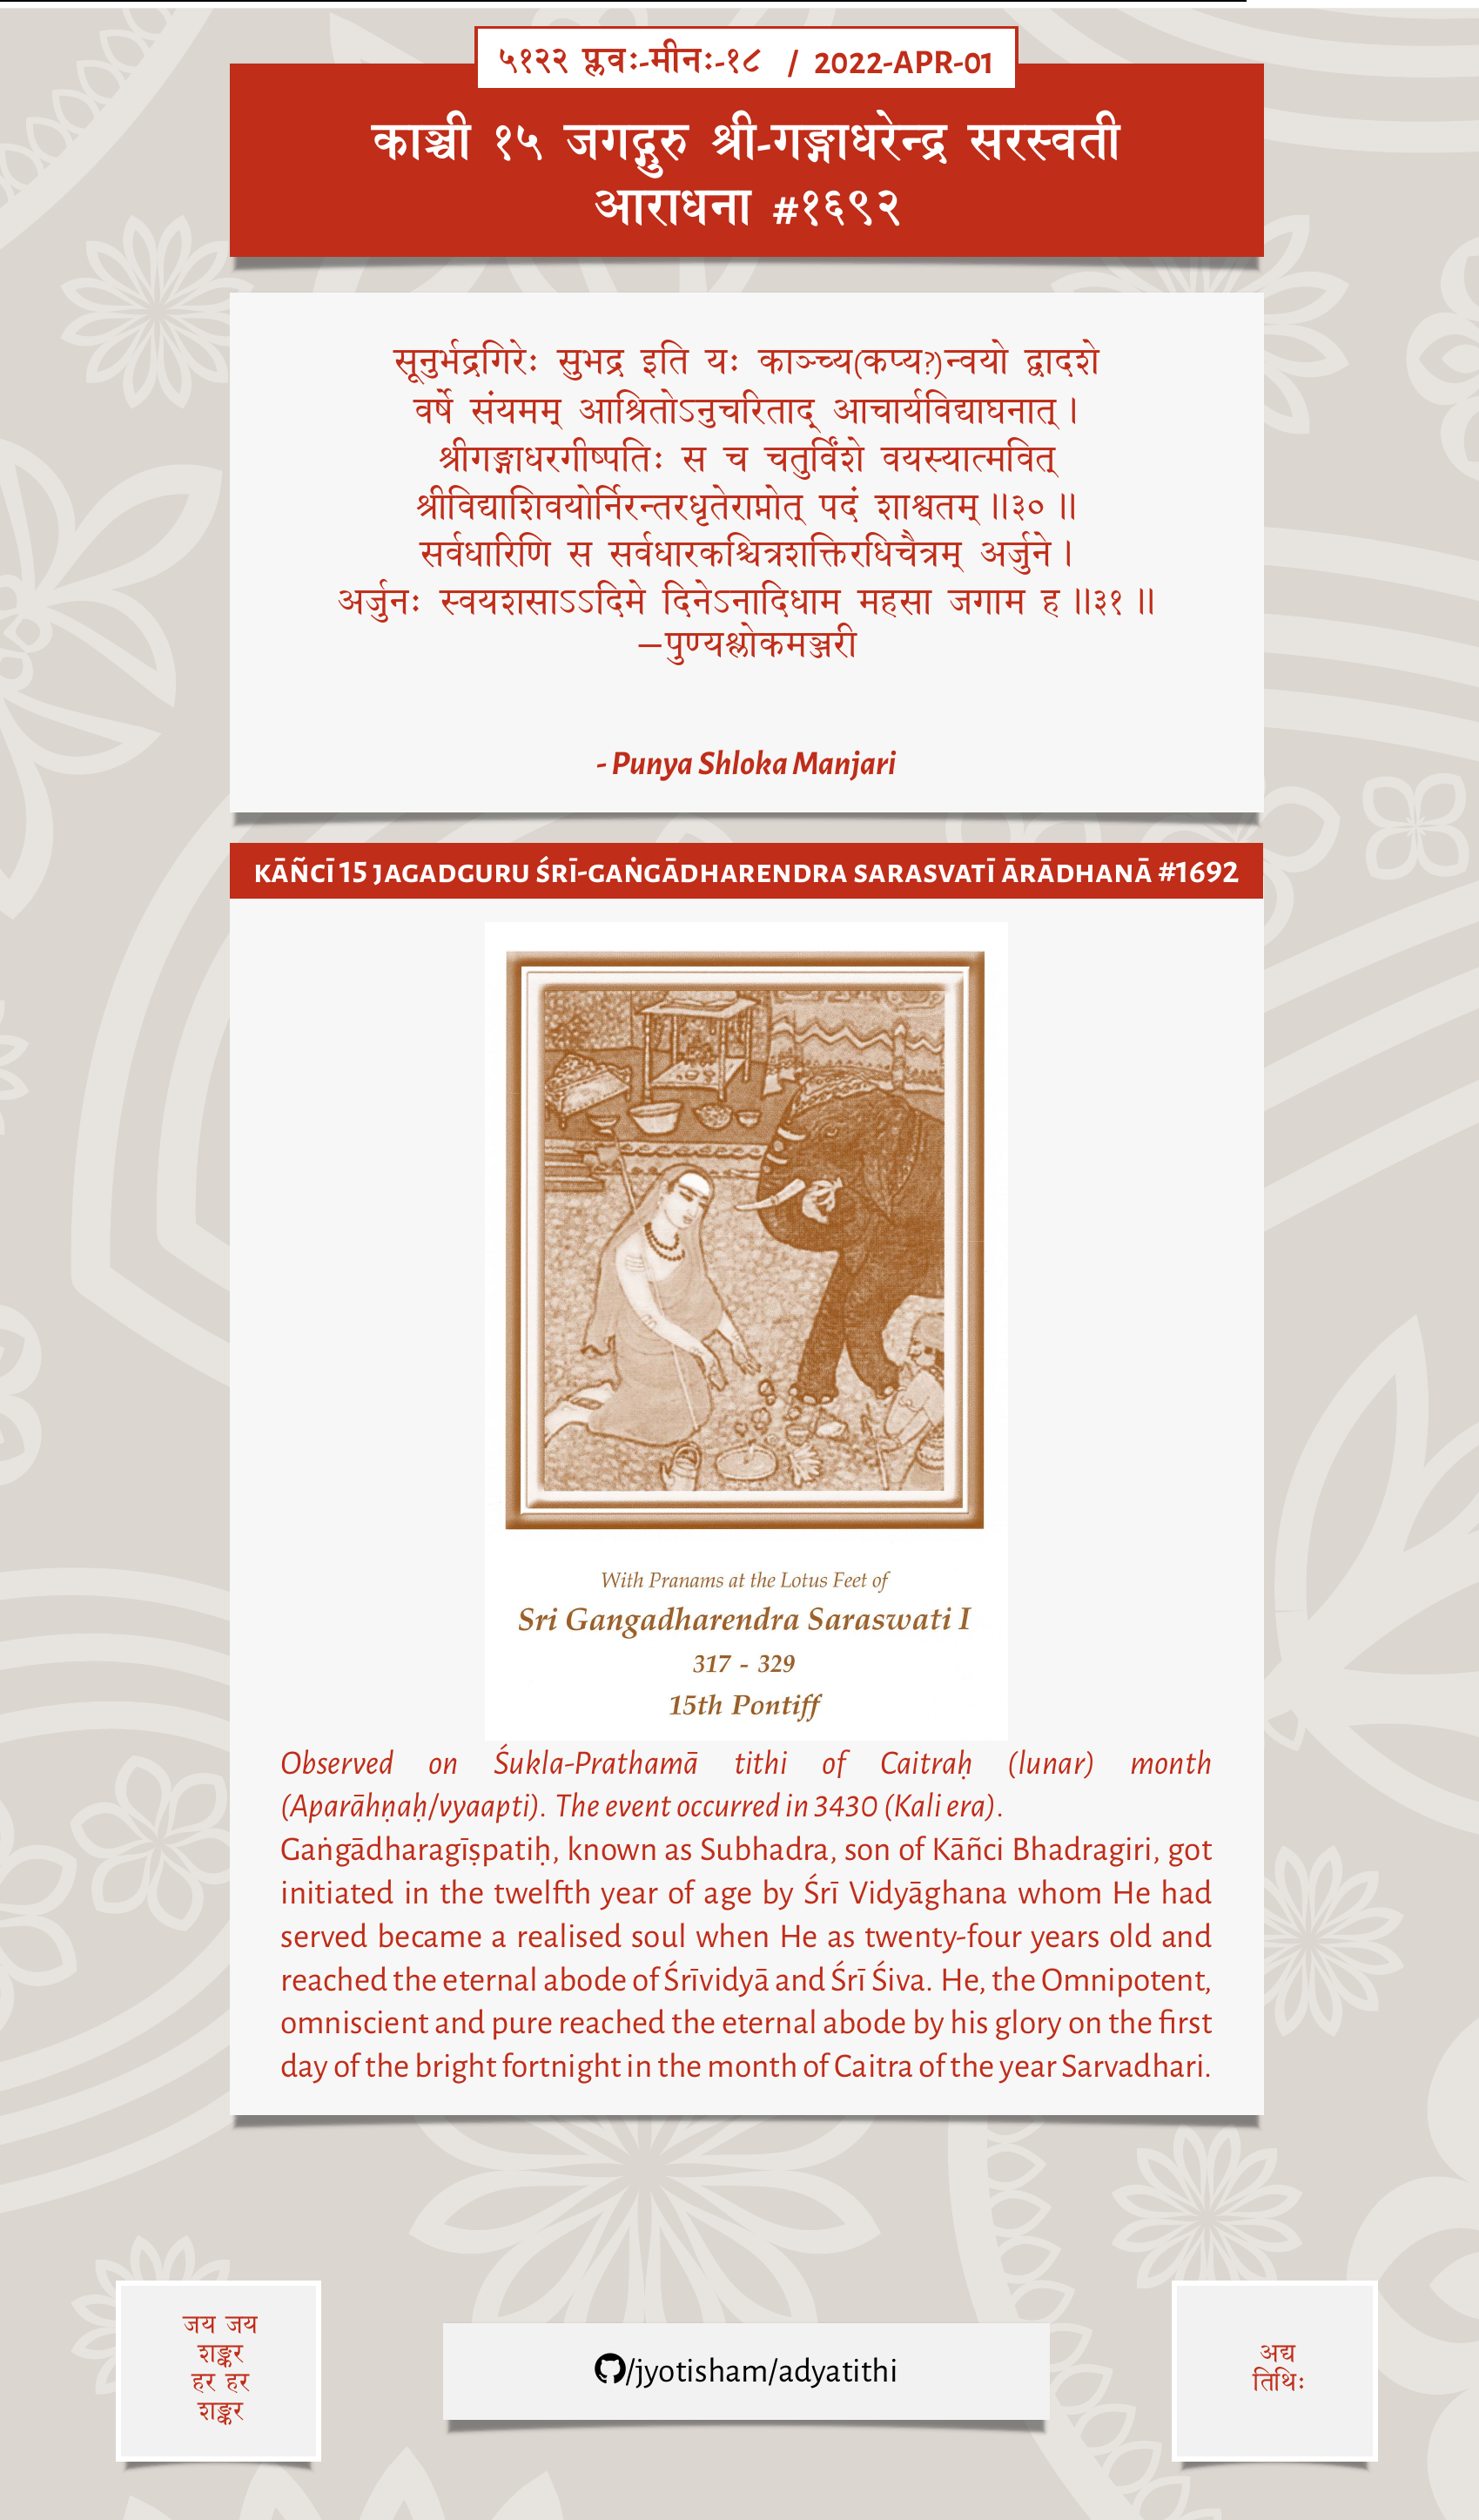 ५१२२ प्लवः-मीनः-१८ / 2022-APR-01
काञ्ची १५ जगद्गुरु श्री-गङ्गाधरेन्द्र सरस्वती
आराधना #१६९२
सूनुर्भद्रगिरेः सुभद्र इति यः काञ्च्य(कप्य?)न्वयो द्वादशे
वर्षे संयमम् आश्रितोऽनुचरिताद् आचार्यविद्याघनात्।
श्रीगङ्गाधरगीष्पतिः स च चतुर्विंशे वयस्यात्मवित्
श्रीविद्याशिवयोर्निरन्तरधृतेराप्नोत् पदं शाश्वतम्॥३०॥
सर्वधारिणि स सर्वधारकश्चित्रशक्तिरधिचैत्रम् अर्जुने।
अर्जुनः स्वयशसाऽऽदिमे दिनेऽनादिधाम महसा जगाम ह॥३१॥
—पुण्यश्लोकमञ्जरी
- Punya Shloka Manjari
KĀÑCĪ 15 JAGADGURU ŚRĪ-GAṄGĀDHARENDRA SARASVATĪ ĀRĀDHANĀ #1692
With Pranams at the Lotus Feet of
Sri Gangadharendra Saraswati I
317 - 329
15th Pontiff
Observed on Śukla-Prathamā tithi of Caitraḥ (lunar) month
(Aparāhṇaḥ/vyaapti). The event occurred in 3430 (Kali era).
Gaṅgādharagīṣpatiḥ, known as Subhadra, son of Kāñci Bhadragiri, got
initiated in the twelfth year of age by Śrī Vidyāghana whom He had
served became a realised soul when He as twenty-four years old and
reached the eternal abode of Śrīvidyā and Śrī Śiva. He, the Omnipotent,
omniscient and pure reached the eternal abode by his glory on the first
day of the bright fortnight in the month of Caitra of the year Sarvadhari.
जय जय
शङ्कर
हर हर
शङ्कर
/jyotisham/adyatithi
अद्य
तिथिः